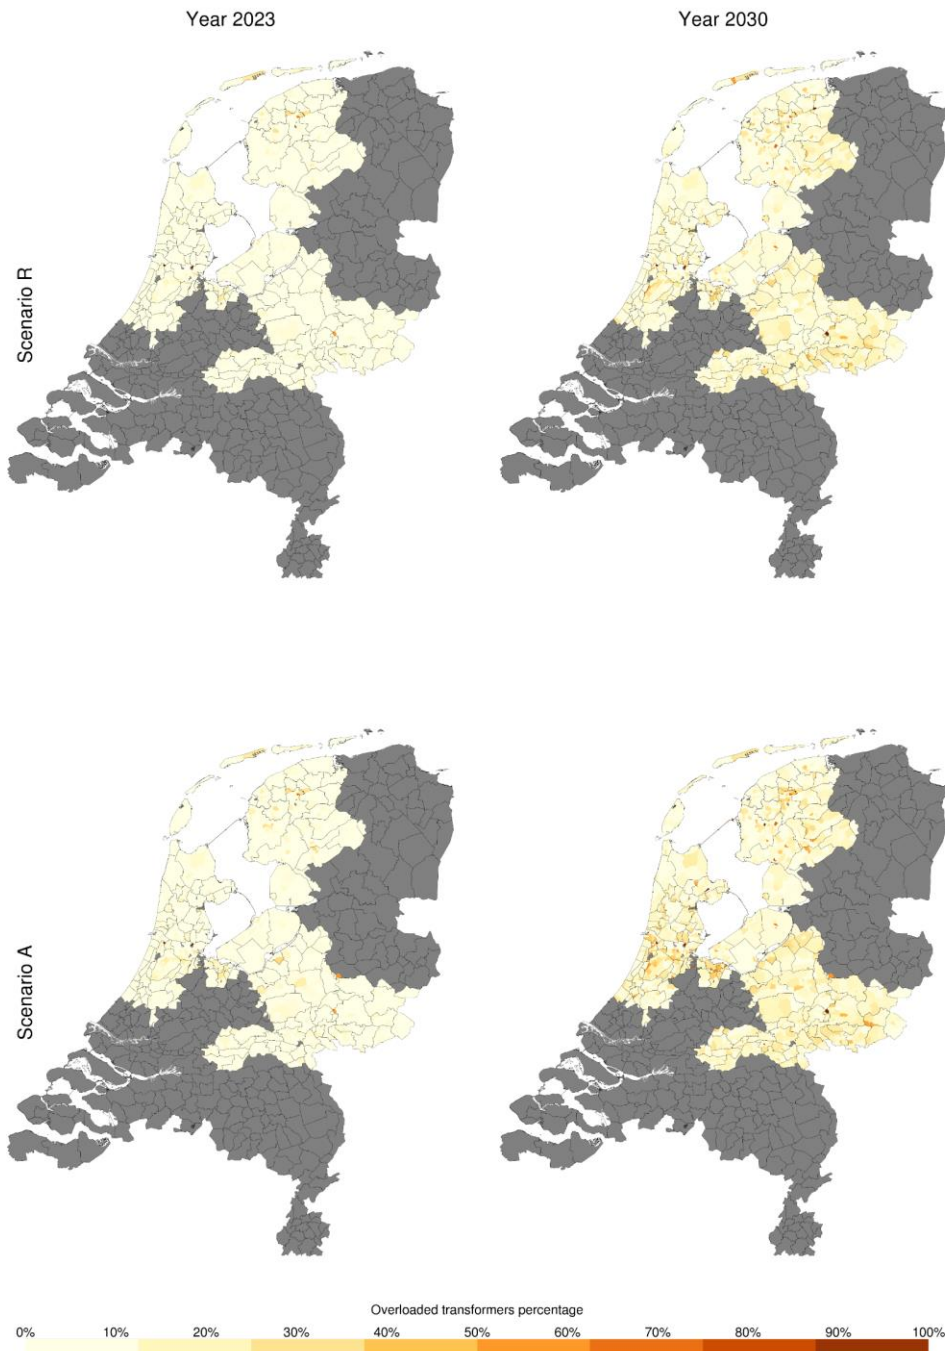 Year 2023
Year 2030
Scenario R
Scenario A
Overloaded transformers percentage
0% 10% 20% 30% 40% 50% 60% 70% 80% 90% 100%